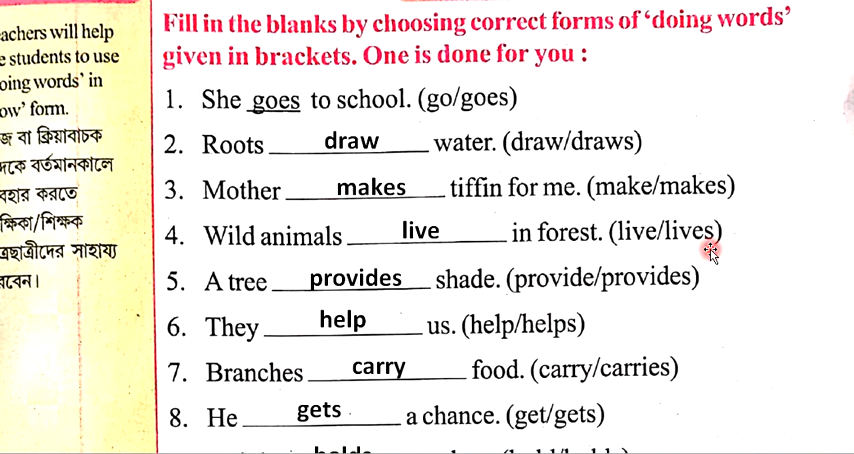 achers will help
e students to use
oing words' in
ow' form.
জ বা ক্রিয়াবাচক
দকে বর্তমানকালে
বহার করতে
ক্ষিকা/শিক্ষক
ত্রছাত্রীদের সাহায্য
রবেন।
Fill in the blanks by choosing correct forms of 'doing words'
given in brackets. One is done for you :
1. She goes to school. (go/goes)
2. Roots draw water. (draw/draws)
3. Mother makes tiffin for me. (make/makes)
4. Wild animals live in forest. (live/lives)
5. A tree provides shade. (provide/provides)
6. They help us. (help/helps)
7. Branches carry food. (carry/carries)
8. He gets a chance. (get/gets)